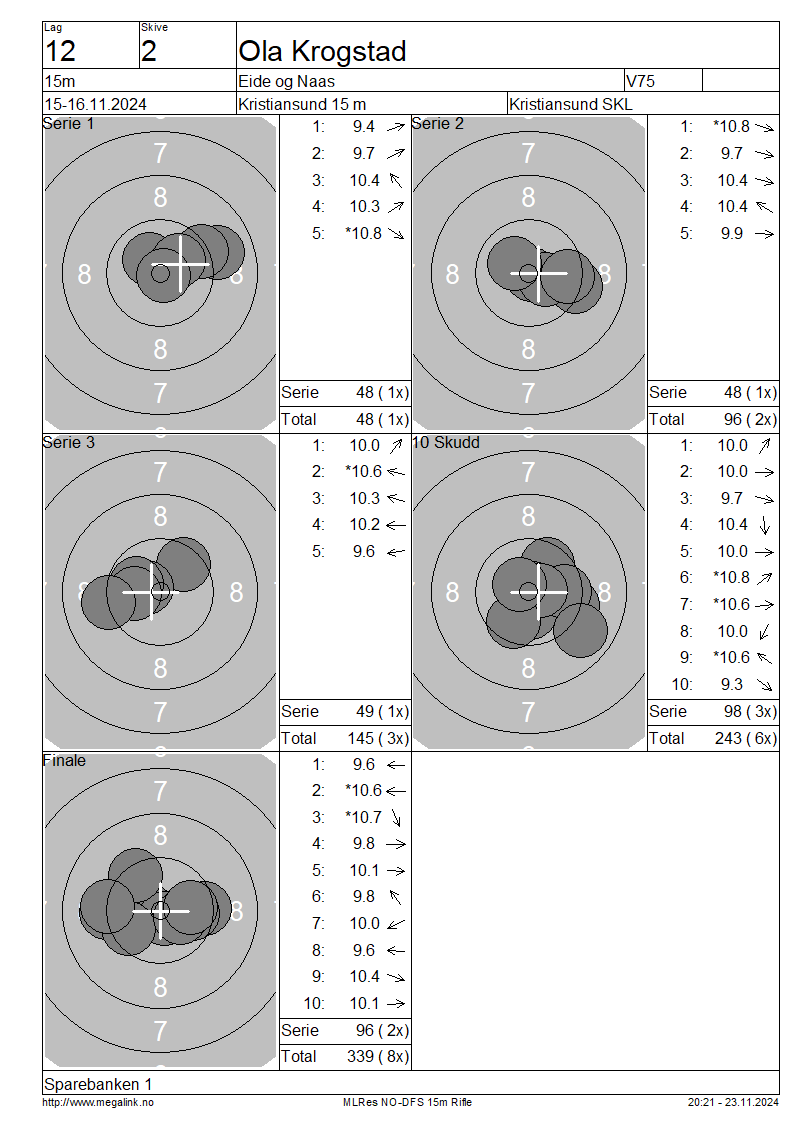 Lag Skive
12 2 Ola Krogstad
15m Eide og Naas V75
15-16.11.2024 Kristiansund 15 m Kristiansund SKL
Serie 1
7
8
8 8
8
7
1: 9.4
2: 9.7
3: 10.4
4: 10.3
5: *10.8
Serie 48 ( 1x)
Total 48 ( 1x)
Serie 2
7
8
8 8
8
7
1: *10.8
2: 9.7
3: 10.4
4: 10.4
5: 9.9
Serie 48 ( 1x)
Total 96 ( 2x)
Serie 3
7
8
8 8
8
7
1: 10.0
2: *10.6
3: 10.3
4: 10.2
5: 9.6
Serie 49 ( 1x)
Total 145 ( 3x)
10 Skudd
7
8
8 8
8
7
1: 10.0
2: 10.0
3: 9.7
4: 10.4
5: 10.0
6: *10.8
7: *10.6
8: 10.0
9: *10.6
10: 9.3
Serie 98 ( 3x)
Total 243 ( 6x)
Finale
7
8
8
8
7
1: 9.6
2: *10.6
3: *10.7
4: 9.8
5: 10.1
6: 9.8
7: 10.0
8: 9.6
9: 10.4
10: 10.1
Serie 96 ( 2x)
Total 339 ( 8x)
Sparebanken 1
http://www.megalink.no MLRes NO-DFS 15m Rifle 20:21 - 23.11.2024